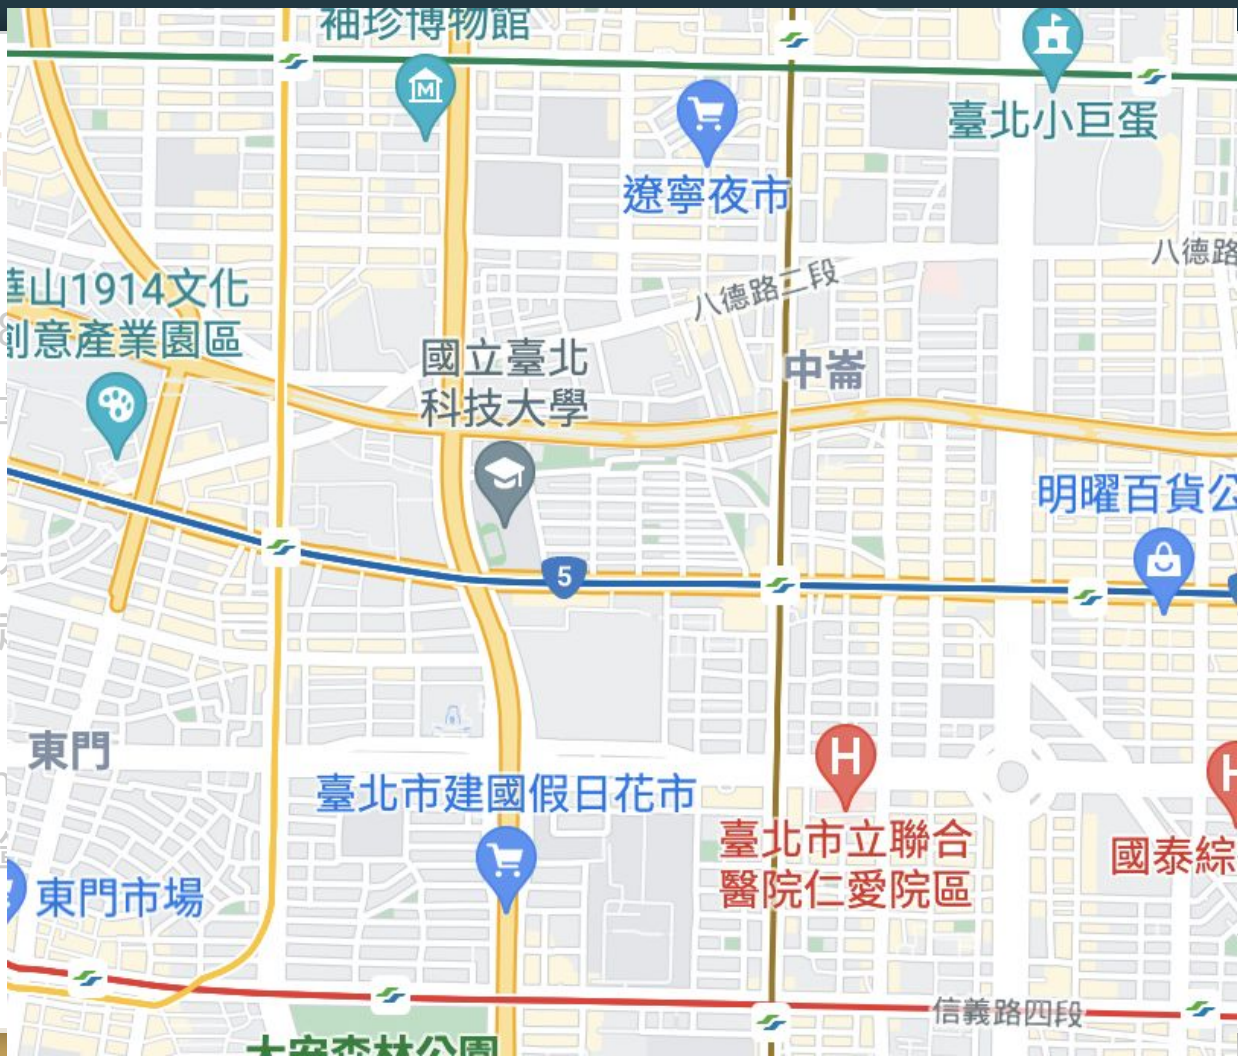 袖珍博物館
臺北小巨蛋
遼寧夜市
八德路
八德路二段
華山1914文化
創意產業園區
國立臺北
科技大學
中崙
明曜百貨公
5
東門
臺北市建國假日花市
H
臺北市立聯合
醫院仁愛院區
國泰綜
東門市場
信義路四段
大安森林公園